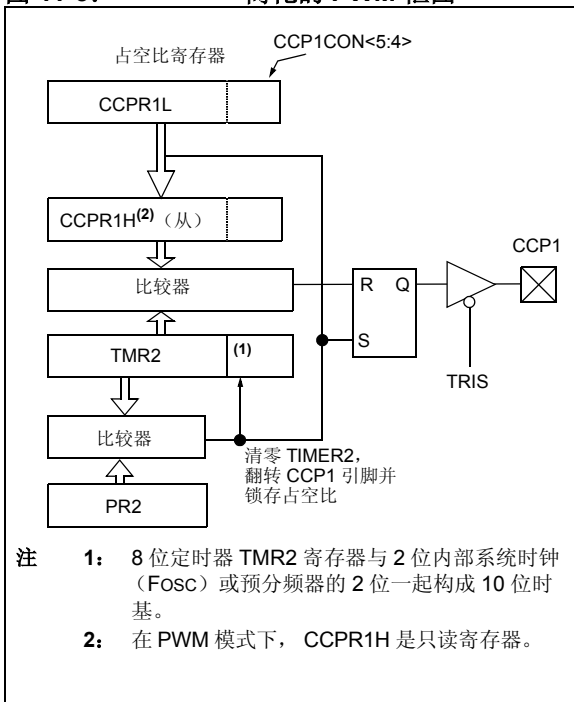 占空比寄存器
CCP1CON<5:4>
CCPR1L
CCPR1H(2)（从）
CCP1
比较器
R Q
TMR2
(1)
S
TRIS
比较器
清零 TIMER2，
翻转 CCP1 引脚并
锁存占空比
PR2
注 1： 8 位定时器 TMR2 寄存器与 2 位内部系统时钟
（FOSC）或预分频器的 2 位一起构成 10 位时
基。
2： 在 PWM 模式下， CCPR1H 是只读寄存器。